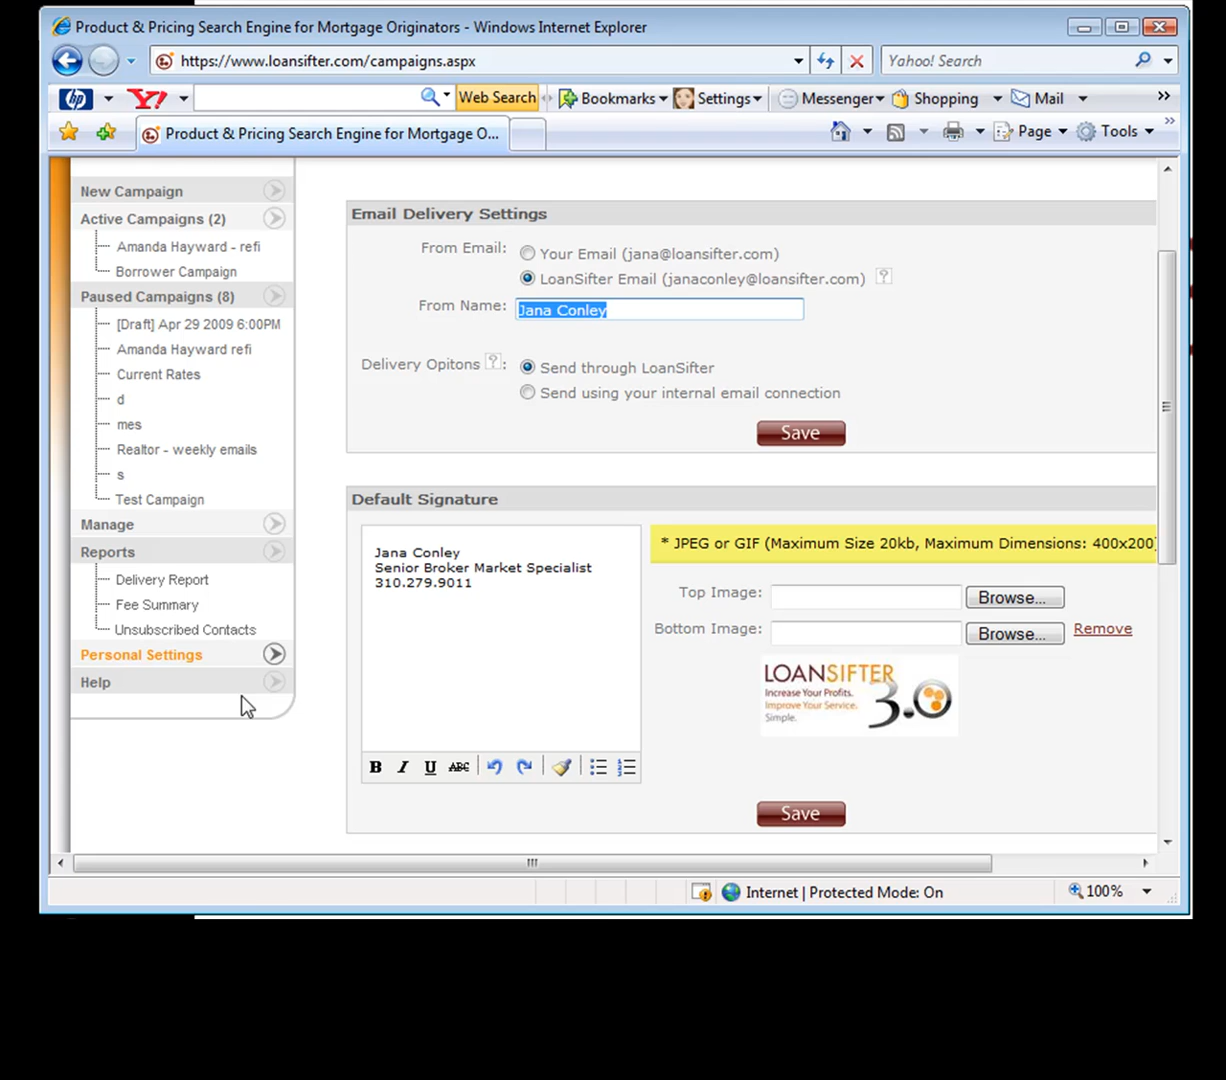 Product & Pricing Search Engine for Mortgage Originators - Windows Internet Explorer
https://www.loansifter.com/campaigns.aspx
Yahoo! Search
hp Y! Web Search Bookmarks Settings Messenger Shopping Mail
Product & Pricing Search Engine for Mortgage O...
Page Tools
New Campaign
Active Campaigns (2)
Amanda Hayward - refi
Borrower Campaign
Paused Campaigns (8)
[Draft] Apr 29 2009 6:00PM
Amanda Hayward refi
Current Rates
d
mes
Realtor - weekly emails
s
Test Campaign
Manage
Reports
Delivery Report
Fee Summary
Unsubscribed Contacts
Personal Settings
Help
Email Delivery Settings
From Email: Your Email (jana@loansifter.com)
LoanSifter Email (janaconley@loansifter.com) ?
From Name: Jana Conley
Delivery Opitons ?: Send through LoanSifter
Send using your internal email connection
Save
Default Signature
Jana Conley
Senior Broker Market Specialist
310.279.9011
B I U ABC
* JPEG or GIF (Maximum Size 20kb, Maximum Dimensions: 400x200)
Top Image: Browse...
Bottom Image: Browse... Remove
LOANSIFTER
Increase Your Profits.
Improve Your Service.
Simple.
3.0
Save
Internet | Protected Mode: On
100%